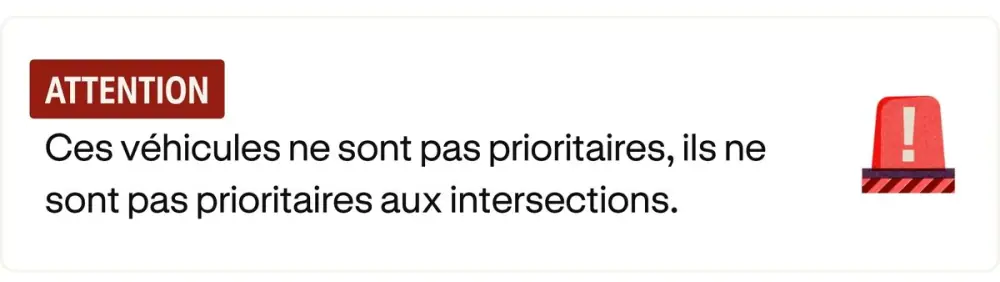 ATTENTION
Ces véhicules ne sont pas prioritaires, ils ne
sont pas prioritaires aux intersections.